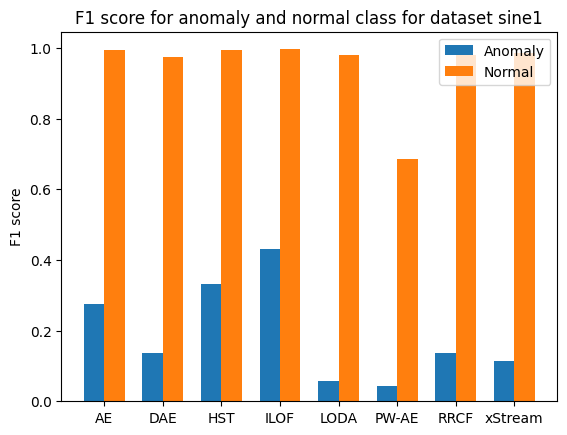 F1 score for anomaly and normal class for dataset sine1
Anomaly
Normal
F1 score
1.0
0.8
0.6
0.4
0.2
0.0
AE DAE HST ILOF LODA PW-AE RRCF xStream